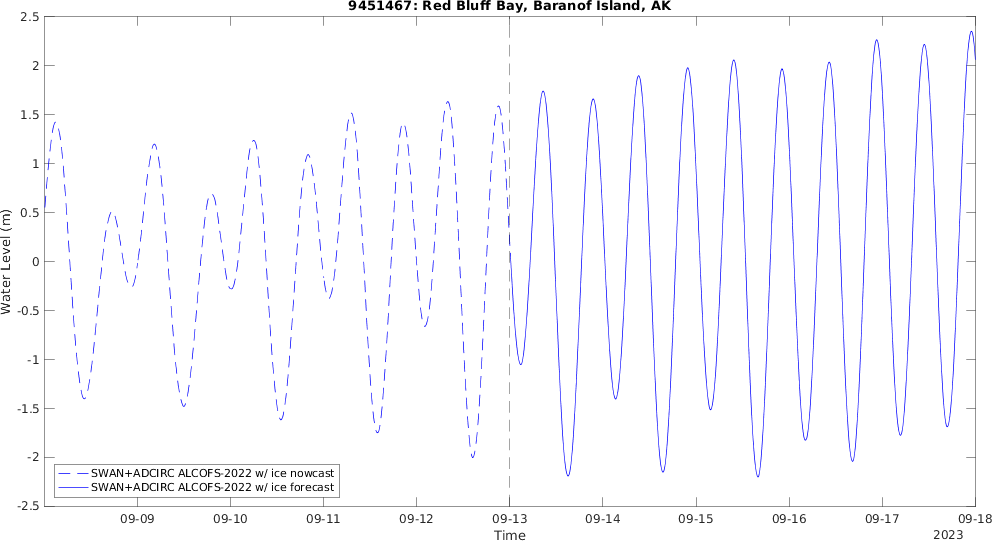 9451467: Red Bluff Bay, Baranof Island, AK
2.5
2
1.5
1
0.5
0
-0.5
-1
-1.5
-2
-2.5
Water Level (m)
SWAN+ADCIRC ALCOFS-2022 w/ ice nowcast
SWAN+ADCIRC ALCOFS-2022 w/ ice forecast
09-09 09-10 09-11 09-12 09-13 09-14 09-15 09-16 09-17 09-18
Time
2023